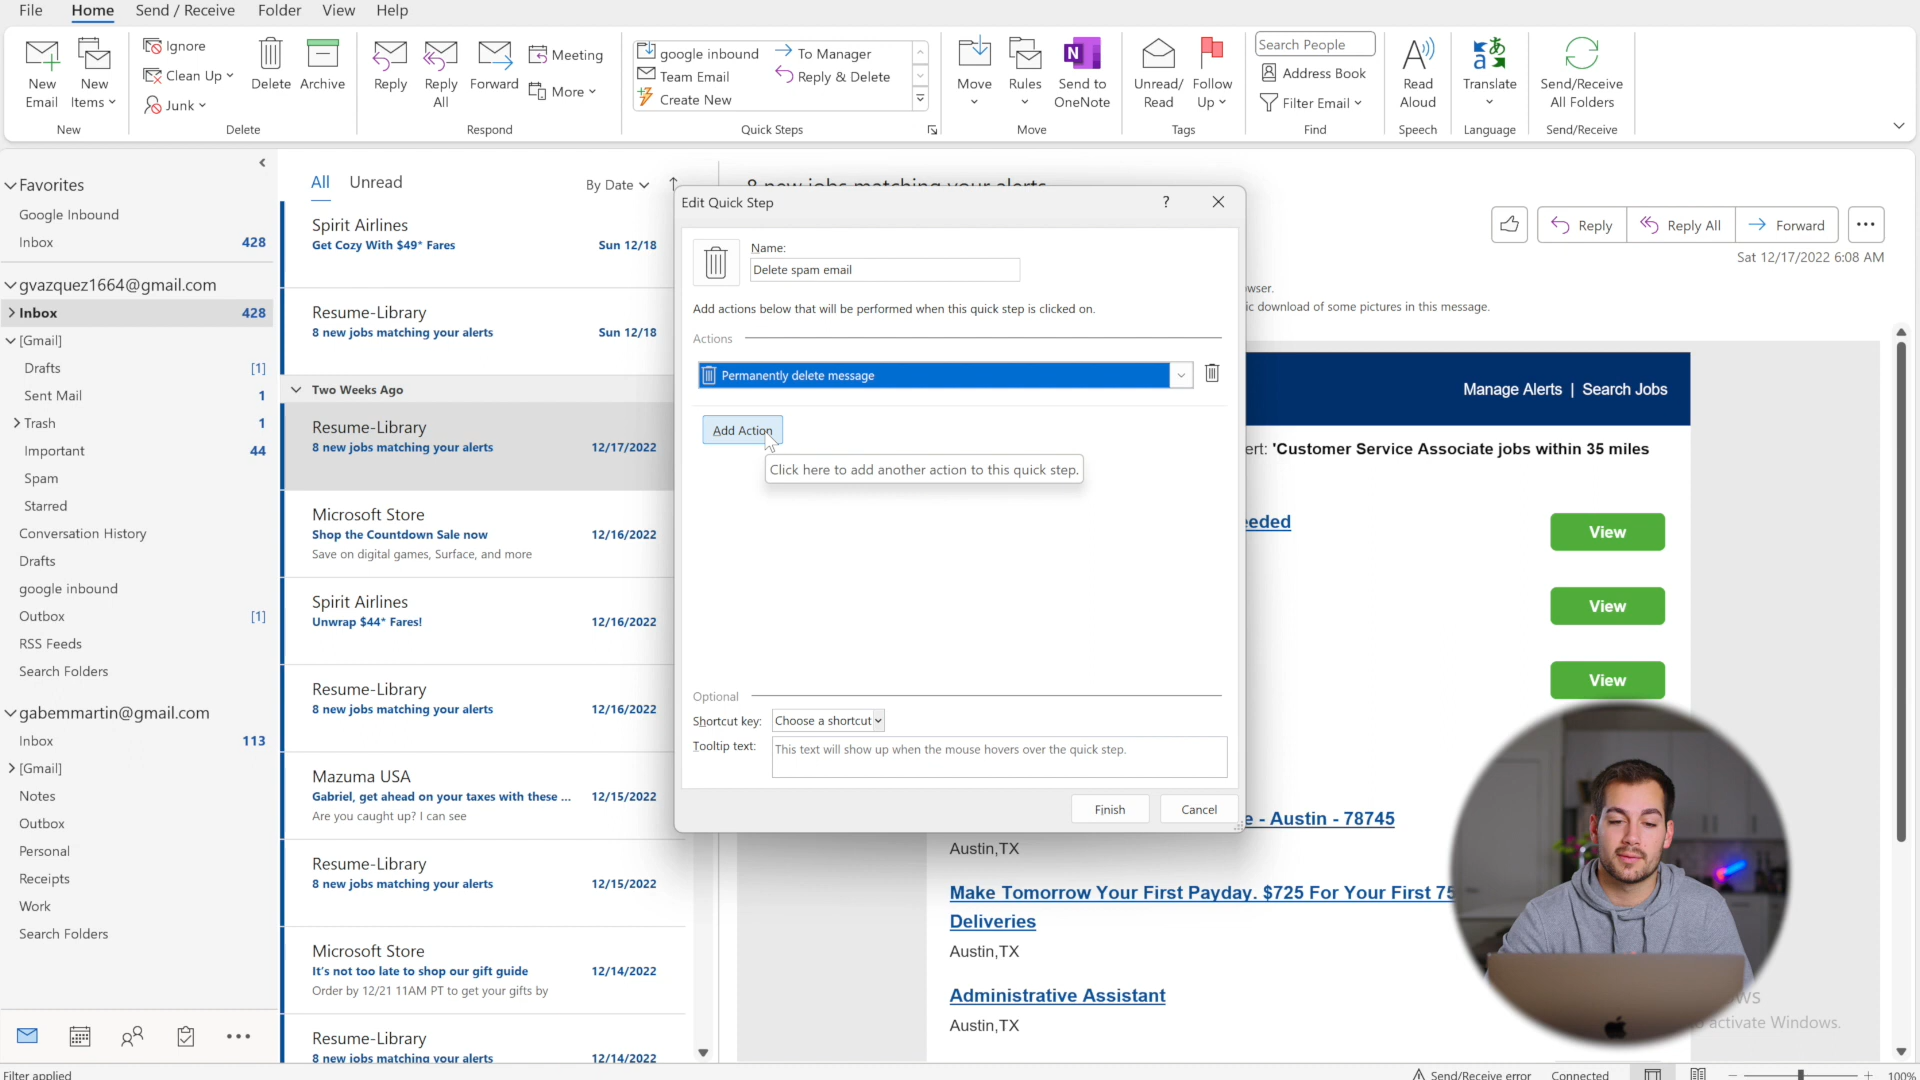 File Home Send / Receive Folder View Help
New Email
New Items
New
Ignore
Clean Up
Junk
Delete
Archive
Delete
Reply
Reply All
Forward
Meeting
More
Respond
google inbound
Team Email
Create New
To Manager
Reply & Delete
Quick Steps
Move
Rules
Send to OneNote
Move
Unread/ Read
Follow Up
Tags
Search People
Address Book
Filter Email
Find
Read Aloud
Speech
Translate
Language
Send/Receive All Folders
Send/Receive
Favorites
Google Inbound
Inbox 428
gvazquez1664@gmail.com
Inbox 428
[Gmail]
Drafts [1]
Sent Mail 1
Trash 1
Important 44
Spam
Starred
Conversation History
Drafts
google inbound
Outbox [1]
RSS Feeds
Search Folders
gabemmartin@gmail.com
Inbox 113
[Gmail]
Notes
Outbox
Personal
Receipts
Work
Search Folders
Filter applied
All Unread By Date
Spirit Airlines
Get Cozy With $49* Fares Sun 12/18
Resume-Library
8 new jobs matching your alerts Sun 12/18
Two Weeks Ago
Resume-Library
8 new jobs matching your alerts 12/17/2022
Microsoft Store
Shop the Countdown Sale now 12/16/2022
Save on digital games, Surface, and more
Spirit Airlines
Unwrap $44* Fares! 12/16/2022
Resume-Library
8 new jobs matching your alerts 12/16/2022
Mazuma USA
Gabriel, get ahead on your taxes with these ... 12/15/2022
Are you caught up? I can see
Resume-Library
8 new jobs matching your alerts 12/15/2022
Microsoft Store
It's not too late to shop our gift guide 12/14/2022
Order by 12/21 11AM PT to get your gifts by
Resume-Library
8 new jobs matching your alerts 12/14/2022
8 new jobs matching your alerts
Edit Quick Step ?
Name:
Delete spam email
Add actions below that will be performed when this quick step is clicked on.
Actions
Permanently delete message
Add Action
Click here to add another action to this quick step.
Optional
Shortcut key: Choose a shortcut
Tooltip text: This text will show up when the mouse hovers over the quick step.
Finish Cancel
Reply Reply All Forward
Sat 12/17/2022 6:08 AM
wser.
ic download of some pictures in this message.
Manage Alerts | Search Jobs
ert: 'Customer Service Associate jobs within 35 miles
eeded
View
View
View
e - Austin - 78745
Austin,TX
Make Tomorrow Your First Payday. $725 For Your First 75
Deliveries
Austin,TX
Administrative Assistant
Austin,TX
ws
activate Windows.
Send/Receive error Connected 100%